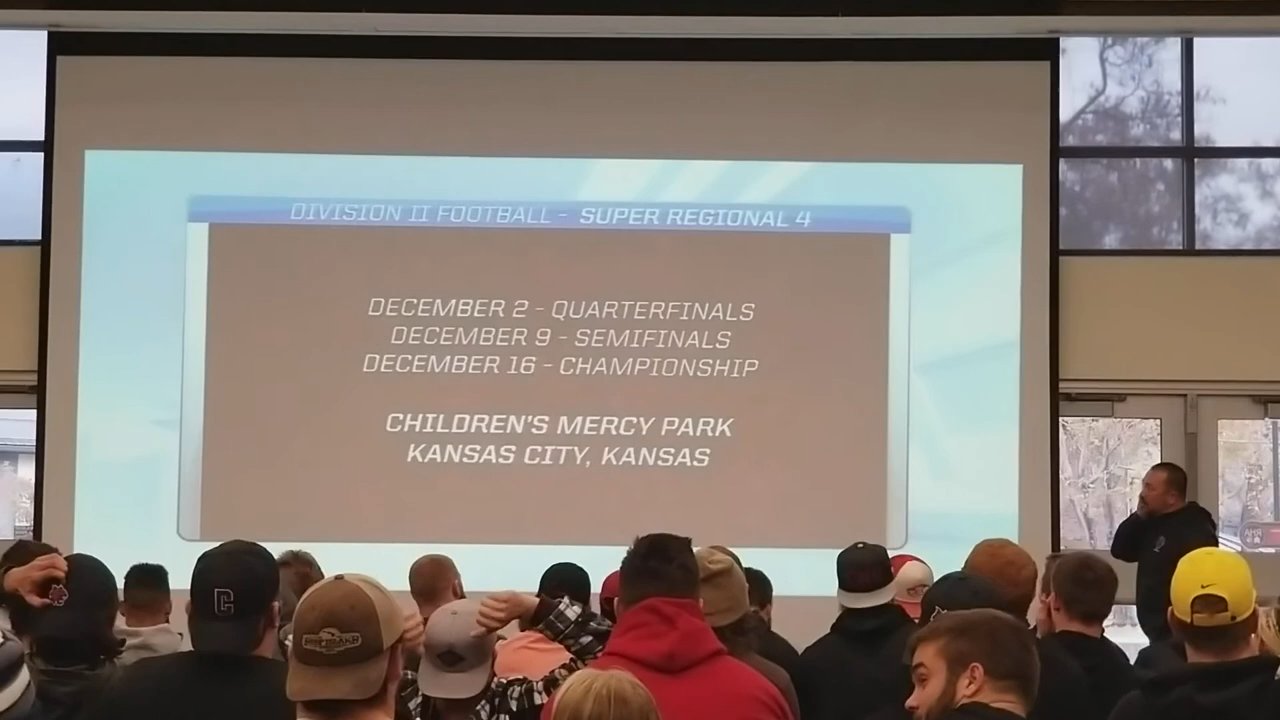 DIVISION II FOOTBALL - SUPER REGIONAL 4
DECEMBER 2 - QUARTERFINALS
DECEMBER 9 - SEMIFINALS
DECEMBER 16 - CHAMPIONSHIP
CHILDREN'S MERCY PARK
KANSAS CITY, KANSAS
C